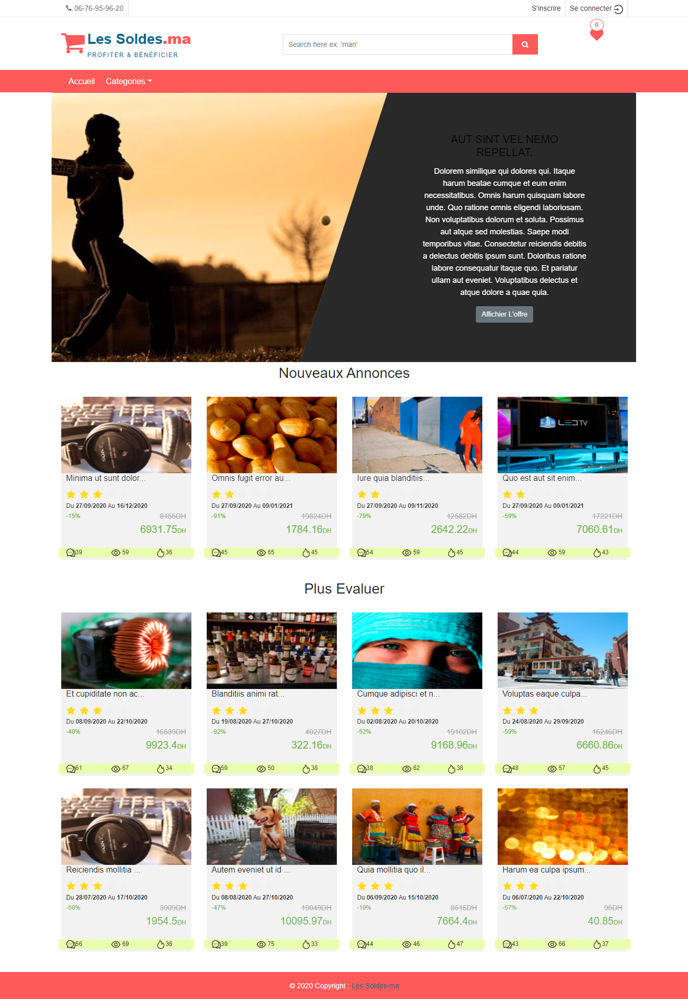 06-76-95-96-20
S'inscrire
Se connecter
Les Soldes.ma
PROFITER & BÉNÉFICIER
Search here ex. 'man'
0
Accueil
Categories
enta
AUT SINT VEL NEMO
REPELLAT.
Dolorem similique qui dolores qui. Itaque
harum beatae cumque et eum enim
necessitatibus. Omnis harum quisquam labore
unde. Quo ratione omnis eligendi laboriosam.
Non voluptatibus dolorum et soluta. Possimus
aut atque sed molestias. Saepe modi
temporibus vitae. Consectetur reiciendis debitis
a delectus debitis ipsum sunt. Doloribus ratione
labore consequatur itaque quo. Et pariatur
ullam aut eveniet. Voluptatibus delectus et
atque dolore a quae quia.
Affichier L'offre
Nouveaux Annonces
SONY
Minima ut sunt dolor...
Du 27/09/2020 Au 16/12/2020
-15% 8155DH
6931.75DH
39 59 36
Omnis fugit error au...
Du 27/09/2020 Au 09/01/2021
-91% 19824DH
1784.16DH
45 65 45
Iure quia blanditiis...
Du 27/09/2020 Au 09/11/2020
-79% 12582DH
2642.22DH
54 59 45
3D LED TV
65
Quo est aut sit enim...
Du 27/09/2020 Au 09/01/2021
-59% 17221DH
7060.61DH
44 59 43
Plus Evaluer
Et cupiditate non ac...
Du 08/09/2020 Au 22/10/2020
-40% 16539DH
9923.4DH
61 67 34
Blanditiis animi rat...
Du 19/08/2020 Au 27/10/2020
-92% 4027DH
322.16DH
59 50 38
Cumque adipisci et n...
Du 02/08/2020 Au 20/10/2020
-52% 19102DH
9168.96DH
38 62 38
Voluptas eaque culpa...
Du 24/08/2020 Au 29/09/2020
-59% 16246DH
6660.86DH
48 57 45
SONY
Reiciendis mollitia ...
Du 28/07/2020 Au 17/10/2020
-50% 3909DH
1954.5DH
56 69 36
Autem eveniet ut id ...
Du 08/08/2020 Au 27/10/2020
-47% 19049DH
10095.97DH
39 75 33
Quia mollitia quo il...
Du 06/09/2020 Au 15/10/2020
-10% 8516DH
7664.4DH
44 46 47
Harum ea culpa ipsum...
Du 06/07/2020 Au 22/10/2020
-57% 95DH
40.85DH
43 66 37
© 2020 Copyright : Les Soldes.ma